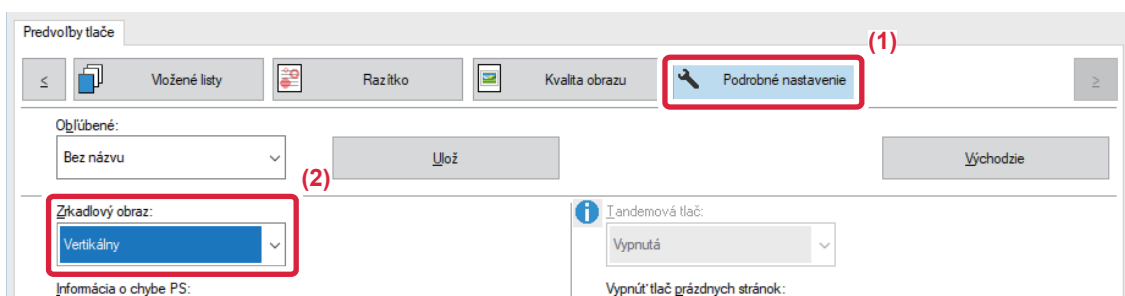 Predvoľby tlače
(1)
≤ Vložené listy Razítko Kvalita obrazu Podrobné nastavenie ≥
Obľúbené:
Bez názvu Ulož Východzie
(2)
Zrkadlový obraz: Tandemová tlač:
Vertikálny Vypnutá
Informácia o chybe PS: Vypnúť tlač prázdnych stránok: